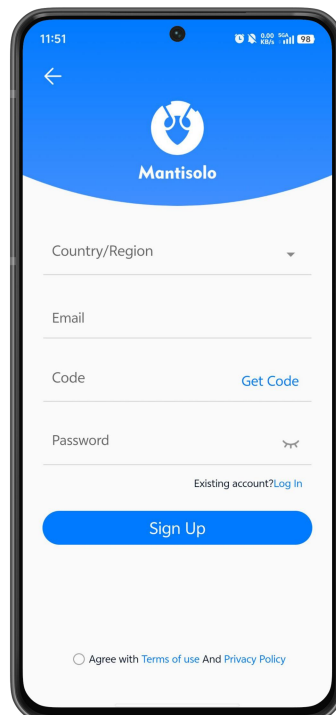 11:51
0.00 KB/s 5GA 98
Mantisolo
Country/Region
Email
Code Get Code
Password
Existing account?Log In
Sign Up
Agree with Terms of use And Privacy Policy